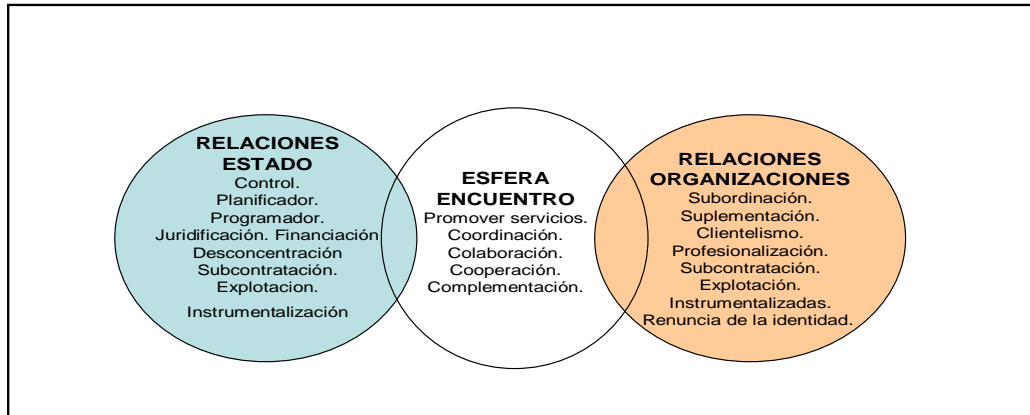 RELACIONES
ESTADO
Control.
Planificador.
Programador.
Juridificación. Financiación
Desconcentración
Subcontratación.
Explotacion.
Instrumentalización
ESFERA
ENCUENTRO
Promover servicios.
Coordinación.
Colaboración.
Cooperación.
Complementación.
RELACIONES
ORGANIZACIONES
Subordinación.
Suplementación.
Clientelismo.
Profesionalización.
Subcontratación.
Explotación.
Instrumentalizadas.
Renuncia de la identidad.